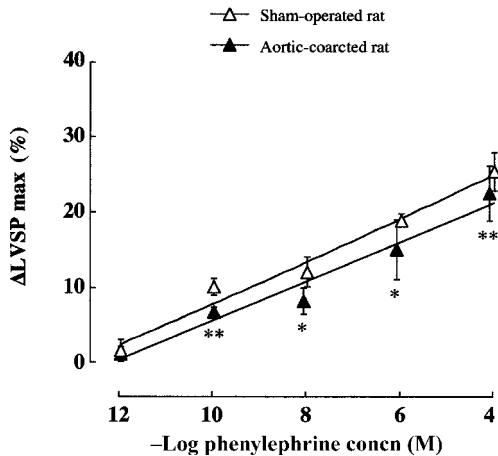 Sham-operated rat
Aortic-coarcted rat
ΔLVSP max (%)
40
30
20
10
0
**
*
*
**
12 10 8 6 4
–Log phenylephrine concn (M)